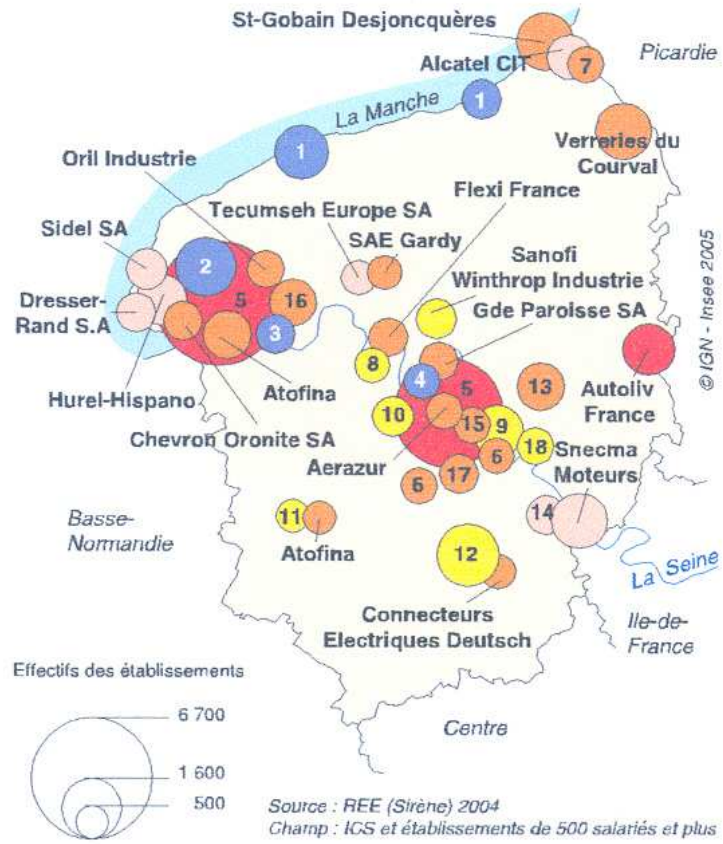 St-Gobain Desjoncquères
Alcatel CIT
7
Picardie
La Manche
1
1
Verreries du
Courval
Oril Industrie
Flexi France
Tecumseh Europe SA
SAE Gardy
Sidel SA
Sanofi
Winthrop Industrie
Gde Paroisse SA
2
5
16
Dresser-
Rand S.A
3
8
4
5
13
Autoliv
France
© IGN - Insee 2005
Hurel-Hispano
Atofina
Chevron Oronite SA
10
15
9
18
Snecma
Moteurs
Aerazur
6
17
6
14
Basse-
Normandie
11
Atofina
12
La Seine
Connecteurs
Electriques Deutsch
Ile-de-
France
Effectifs des établissements
6 700
1 600
500
Centre
Source : REE (Sirène) 2004
Champ : ICS et établissements de 500 salariés et plus